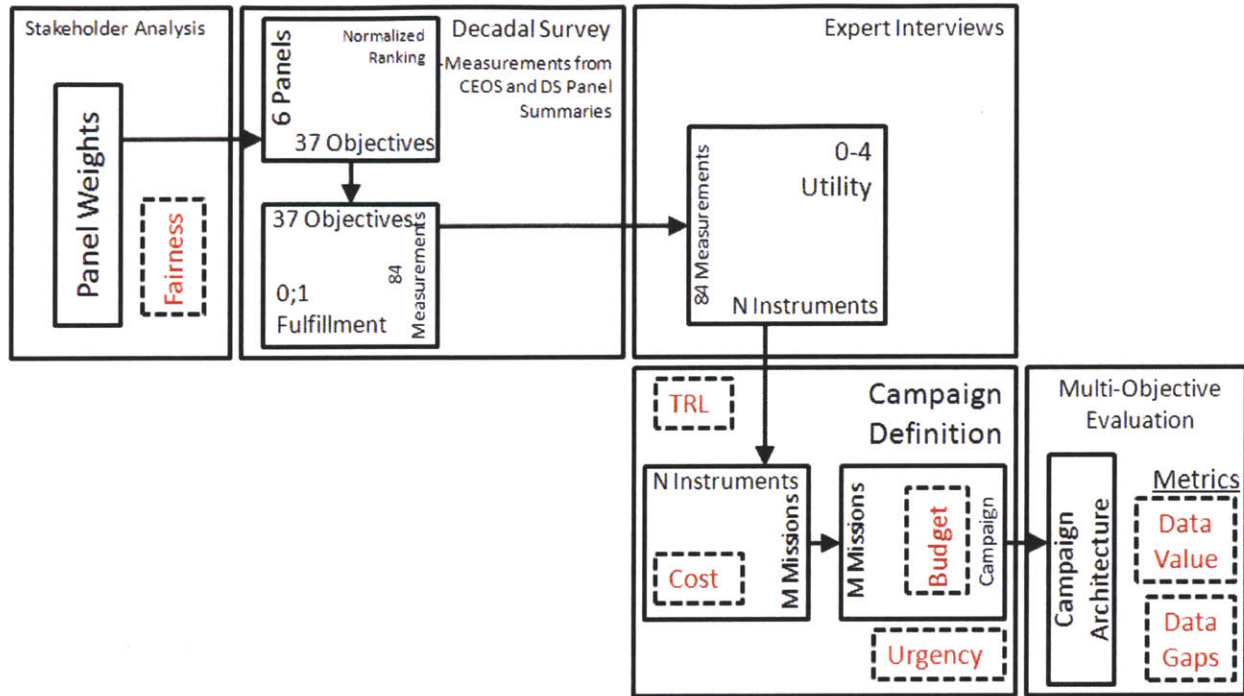 Stakeholder Analysis
Panel Weights
Fairness
Decadal Survey
6 Panels
Normalized
Ranking
37 Objectives
-Measurements from
CEOS and DS Panel
Summaries
37 Objectives
84
Measurements
0;1
Fulfillment
Expert Interviews
84 Measurements
0-4
Utility
N Instruments
TRL
Campaign
Definition
N Instruments
M Missions
Cost
M Missions
Budget
Campaign
Urgency
Multi-Objective
Evaluation
Campaign
Architecture
Metrics
Data
Value
Data
Gaps